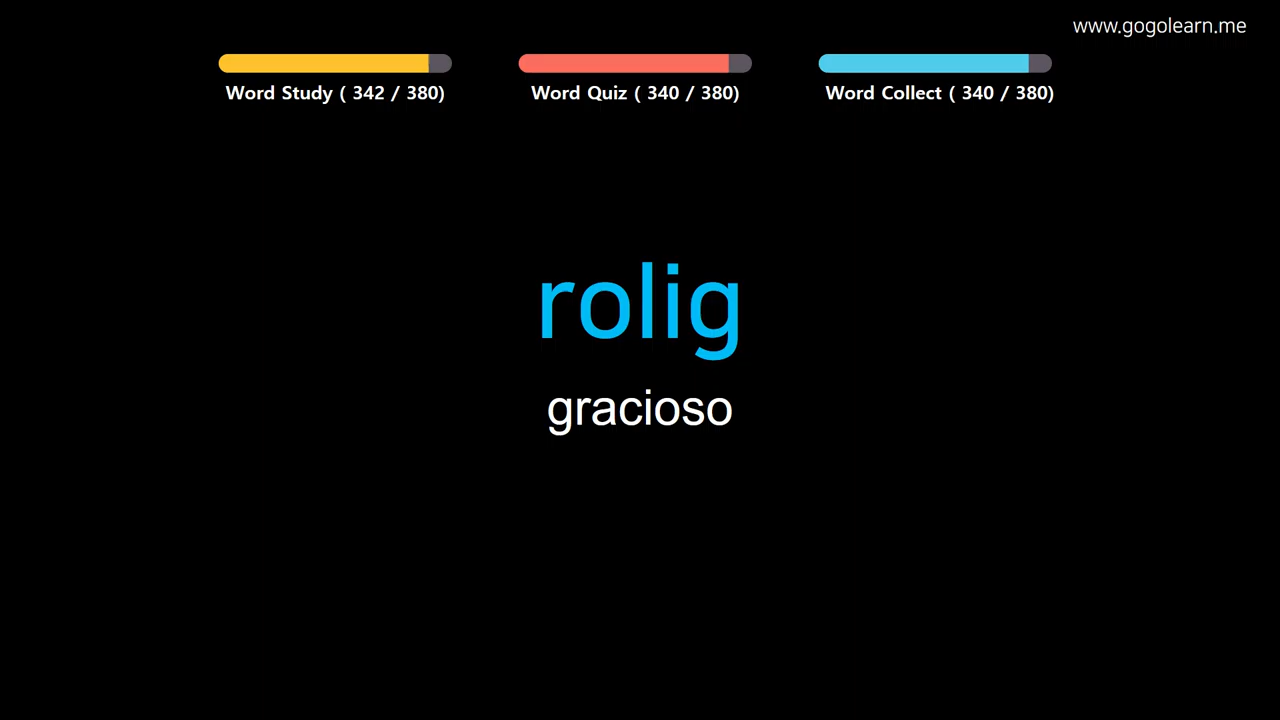 www.gogolearn.me
Word Study ( 342 / 380)
Word Quiz ( 340 / 380)
Word Collect ( 340 / 380)
rolig
gracioso